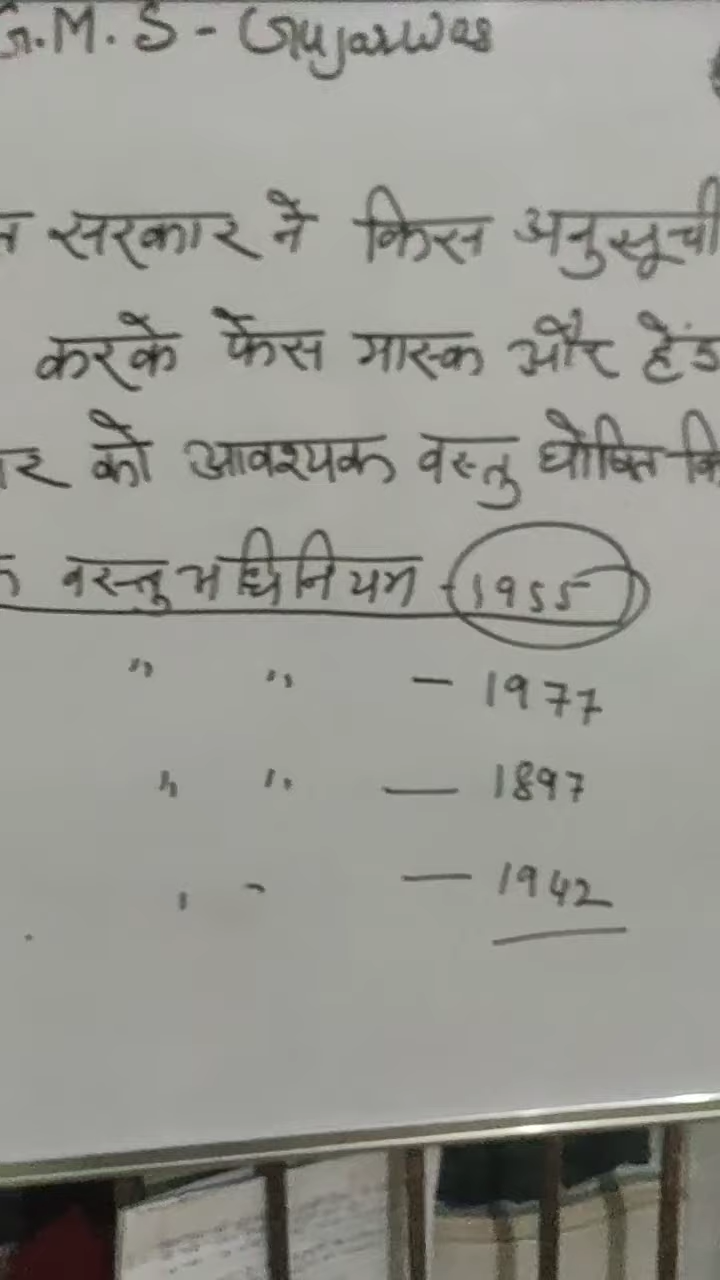 G.M.S - Gujarwas
सरकार ने किस अनुसूची
करके फेस मास्क और हेंड
को आवश्यक वस्तु घोषित कि
वस्तु अधिनियम - 1955
" " - 1977
" " - 1897
" " - 1942